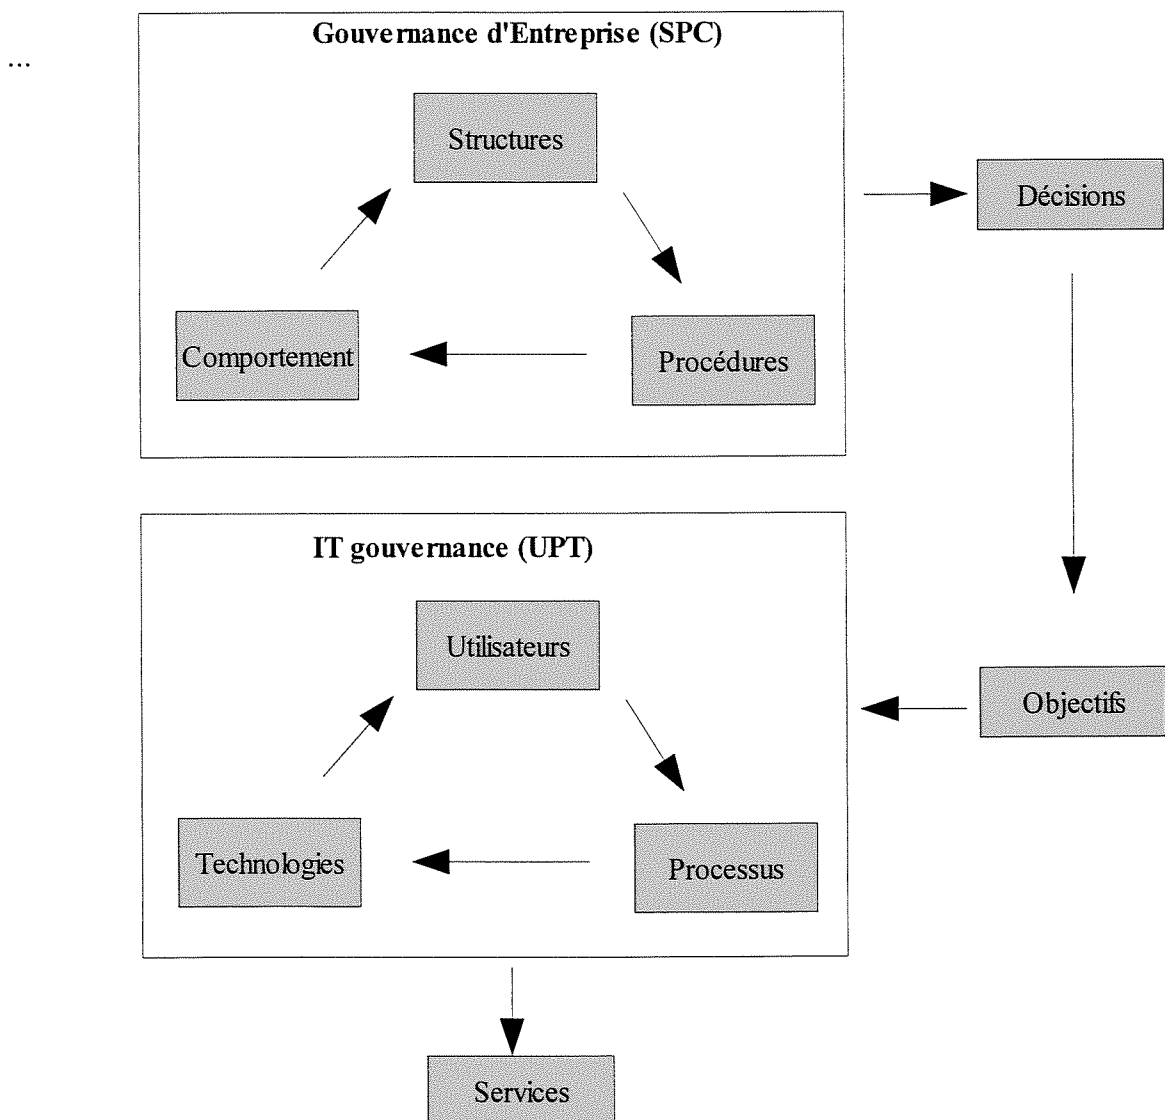 Gouvernance d'Entreprise (SPC)
...
Structures
Décisions
Comportement
Procédures
IT gouvernance (UPT)
Utilisateurs
Objectifs
Technologies
Processus
Services